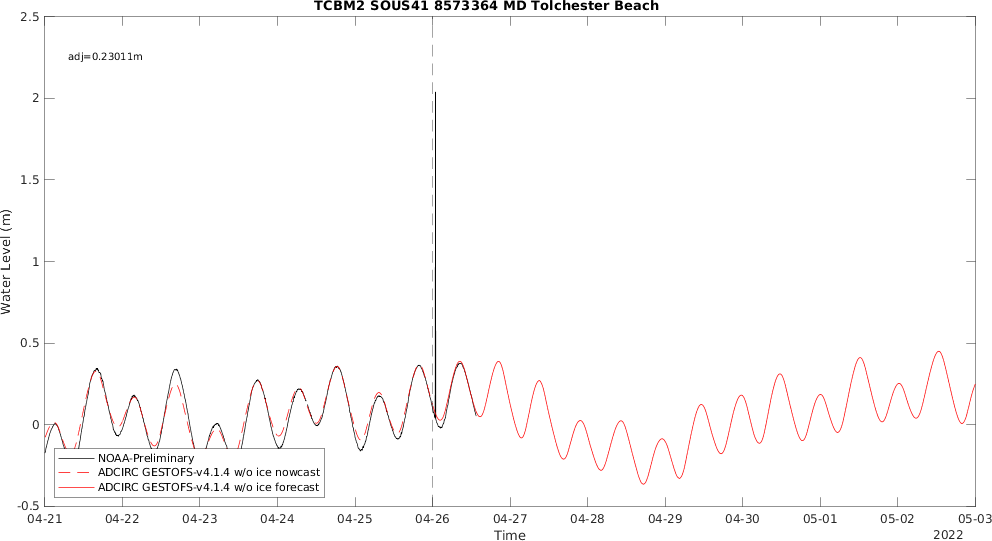 TCBM2 SOUS41 8573364 MD Tolchester Beach
2.5
adj=0.23011m
2
1.5
Water Level (m)
1
0.5
0
NOAA-Preliminary
ADCIRC GESTOFS-v4.1.4 w/o ice nowcast
ADCIRC GESTOFS-v4.1.4 w/o ice forecast
-0.5
04-21 04-22 04-23 04-24 04-25 04-26 04-27 04-28 04-29 04-30 05-01 05-02 05-03
Time
2022